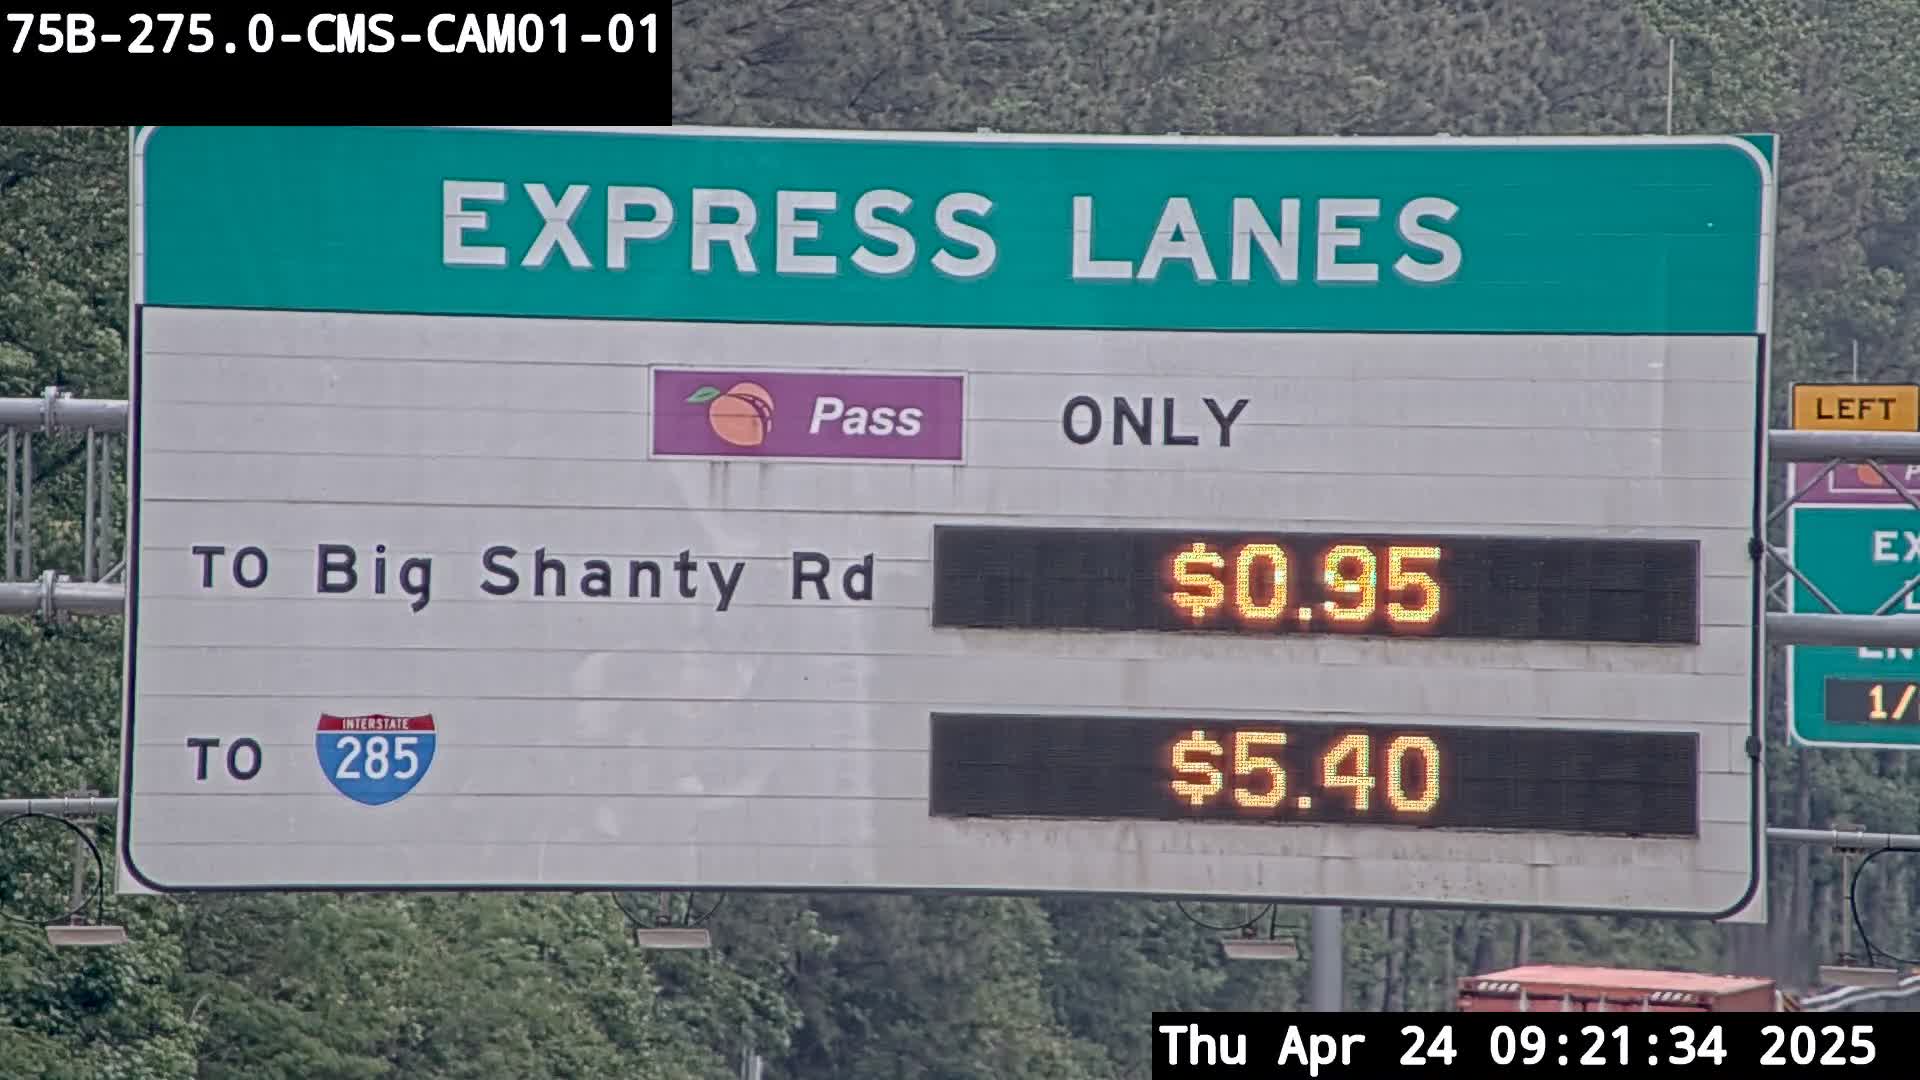 75B-275.0-CMS-CAM01-01
EXPRESS LANES
Pass ONLY
TO Big Shanty Rd $0.95
TO INTERSTATE 285 $5.40
LEFT
Thu Apr 24 09:21:34 2025